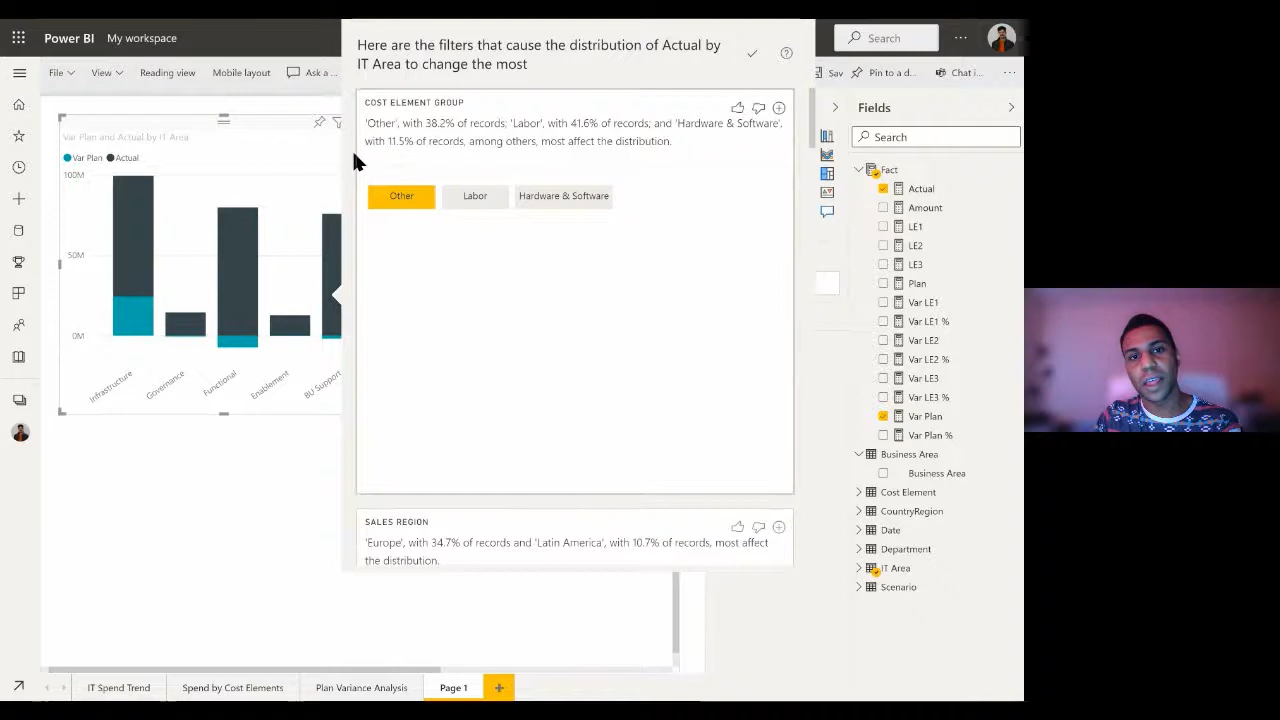 Power BI My workspace
Search
File View Reading view Mobile layout Ask a ...
Sav Pin to a d... Chat i...
Var Plan and Actual by IT Area
Var Plan Actual
100M
50M
0M
Infrastructure
Governance
Functional
Enablement
BU Support
Here are the filters that cause the distribution of Actual by
IT Area to change the most
COST ELEMENT GROUP
'Other', with 38.2% of records; 'Labor', with 41.6% of records; and 'Hardware & Software',
with 11.5% of records, among others, most affect the distribution.
Other Labor Hardware & Software
SALES REGION
'Europe', with 34.7% of records and 'Latin America', with 10.7% of records, most affect
the distribution.
Fields
Search
Fact
Actual
Amount
LE1
LE2
LE3
Plan
Var LE1
Var LE1 %
Var LE2
Var LE2 %
Var LE3
Var LE3 %
Var Plan
Var Plan %
Business Area
Business Area
Cost Element
CountryRegion
Date
Department
IT Area
Scenario
IT Spend Trend Spend by Cost Elements Plan Variance Analysis Page 1